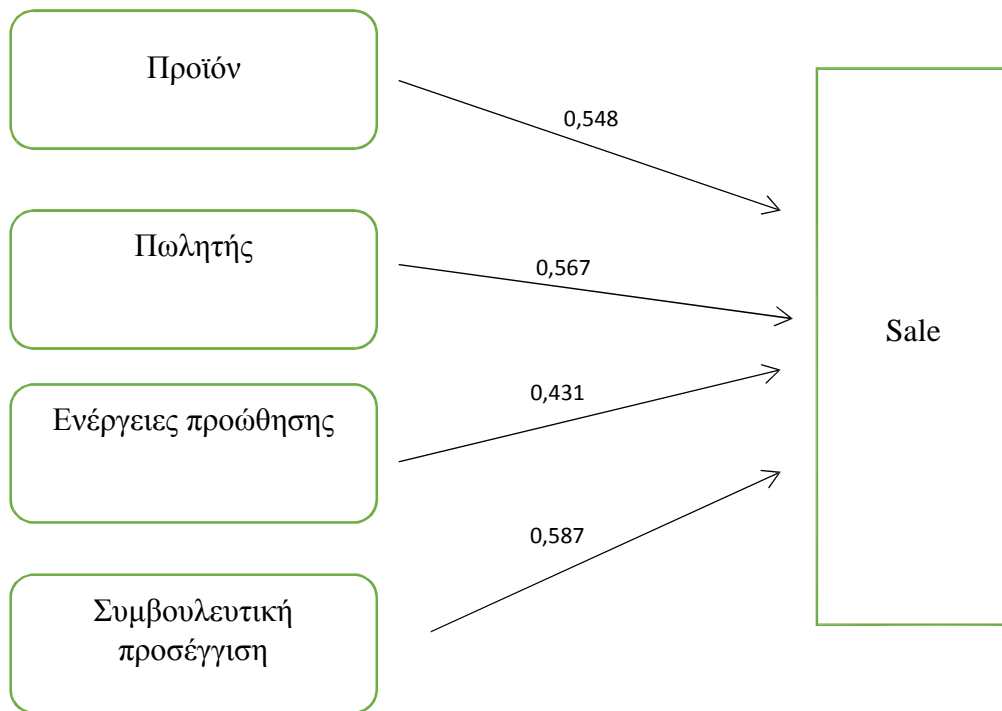 Προϊόν
0,548
Πωλητής
0,567
Sale
Ενέργειες προώθησης
0,431
0,587
Συμβουλευτική
προσέγγιση